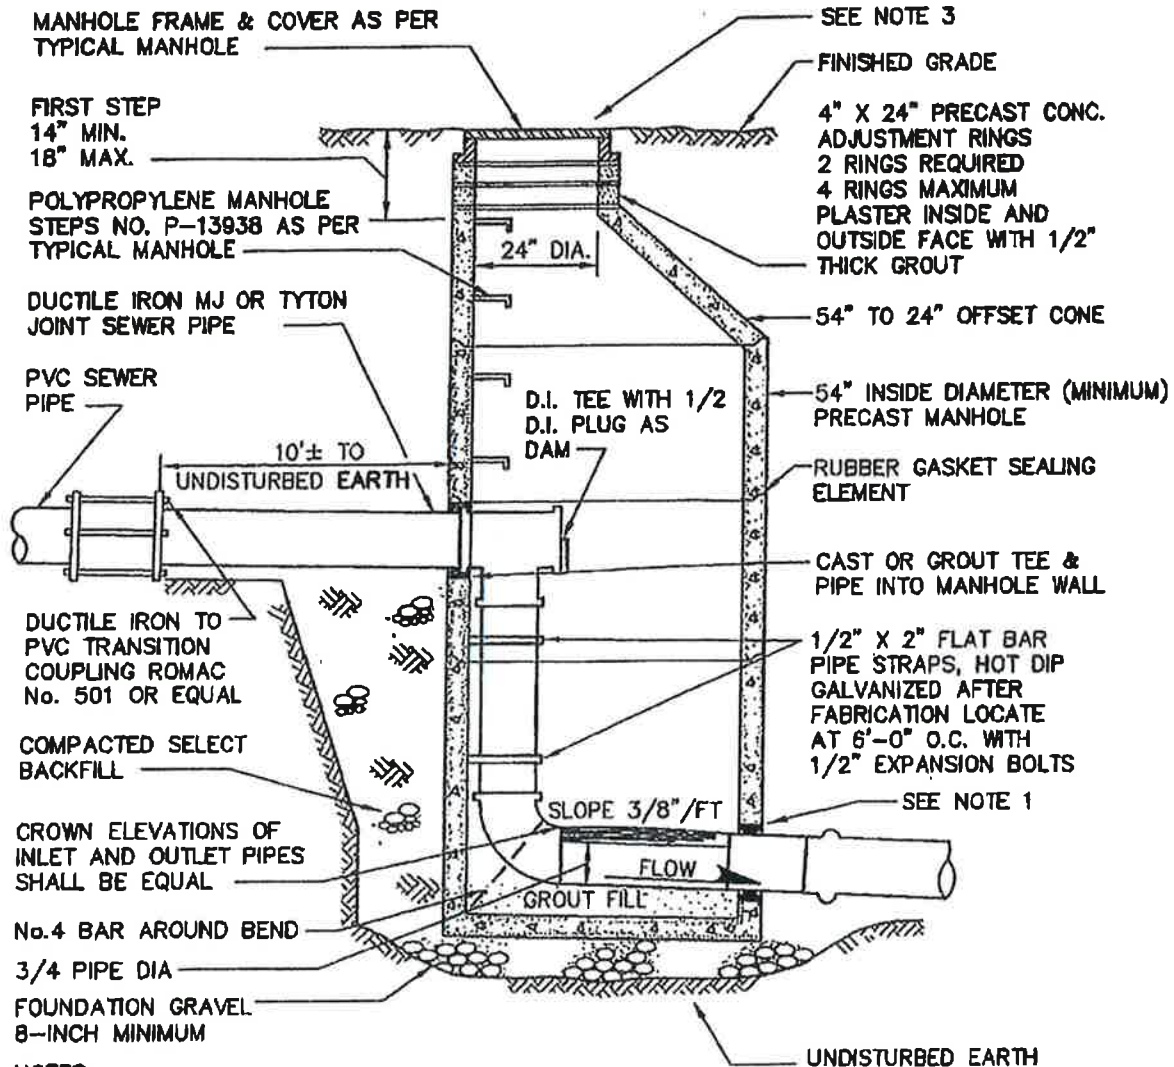 MANHOLE FRAME & COVER AS PER
TYPICAL MANHOLE
FIRST STEP
14" MIN.
18" MAX.
POLYPROPYLENE MANHOLE
STEPS NO. P-13938 AS PER
TYPICAL MANHOLE
DUCTILE IRON MJ OR TYTON
JOINT SEWER PIPE
PVC SEWER
PIPE
10'± TO
UNDISTURBED EARTH
DUCTILE IRON TO
PVC TRANSITION
COUPLING ROMAC
No. 501 OR EQUAL
COMPACTED SELECT
BACKFILL
CROWN ELEVATIONS OF
INLET AND OUTLET PIPES
SHALL BE EQUAL
No.4 BAR AROUND BEND
3/4 PIPE DIA
FOUNDATION GRAVEL
8-INCH MINIMUM
24" DIA.
D.I. TEE WITH 1/2
D.I. PLUG AS
DAM
SLOPE 3/8"/FT
FLOW
GROUT FILL
SEE NOTE 3
FINISHED GRADE
4" X 24" PRECAST CONC.
ADJUSTMENT RINGS
2 RINGS REQUIRED
4 RINGS MAXIMUM
PLASTER INSIDE AND
OUTSIDE FACE WITH 1/2"
THICK GROUT
54" TO 24" OFFSET CONE
54" INSIDE DIAMETER (MINIMUM)
PRECAST MANHOLE
RUBBER GASKET SEALING
ELEMENT
CAST OR GROUT TEE &
PIPE INTO MANHOLE WALL
1/2" X 2" FLAT BAR
PIPE STRAPS, HOT DIP
GALVANIZED AFTER
FABRICATION LOCATE
AT 6'-0" O.C. WITH
1/2" EXPANSION BOLTS
SEE NOTE 1
UNDISTURBED EARTH